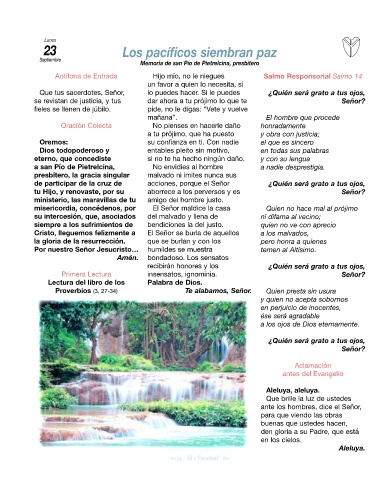 Lunes
23
Septiembre
Los pacíficos siembran paz
Memoria de san Pío de Pietrelcina, presbítero
Antífona de Entrada
Que tus sacerdotes, Señor,
se revistan de justicia, y tus
fieles se llenen de júbilo.
Oración Colecta
Oremos:
Dios todopoderoso y
eterno, que concediste
a san Pío de Pietrelcina,
presbítero, la gracia singular
de participar de la cruz de
tu Hijo, y renovaste, por su
ministerio, las maravillas de tu
misericordia, concédenos, por
su intercesión, que, asociados
siempre a los sufrimientos de
Cristo, lleguemos felizmente a
la gloria de la resurrección.
Por nuestro Señor Jesucristo...
Amén.
Primera Lectura
Lectura del libro de los
Proverbios (3, 27-34)
Hijo mío, no le niegues
un favor a quien lo necesita, si
lo puedes hacer. Si le puedes
dar ahora a tu prójimo lo que te
pide, no le digas: "Vete y vuelve
mañana".
No pienses en hacerle daño
a tu prójimo, que ha puesto
su confianza en ti. Con nadie
entables pleito sin motivo,
si no te ha hecho ningún daño.
No envidies al hombre
malvado ni imites nunca sus
acciones, porque el Señor
aborrece a los perversos y es
amigo del hombre justo.
El Señor maldice la casa
del malvado y llena de
bendiciones la del justo.
El Señor se burla de aquellos
que se burlan y con los
humildes se muestra
bondadoso. Los sensatos
recibirán honores y los
insensatos, ignominia.
Palabra de Dios.
Te alabamos, Señor.
Salmo Responsorial Salmo 14
¿Quién será grato a tus ojos,
Señor?
El hombre que procede
honradamente
y obra con justicia;
el que es sincero
en todas sus palabras
y con su lengua
a nadie desprestigia.
¿Quién será grato a tus ojos,
Señor?
Quien no hace mal al prójimo
ni difama al vecino;
quien no ve con aprecio
a los malvados,
pero honra a quienes
temen al Altísimo.
¿Quién será grato a tus ojos,
Señor?
Quien presta sin usura
y quien no acepta sobornos
en perjuicio de inocentes,
ése será agradable
a los ojos de Dios eternamente.
¿Quién será grato a tus ojos,
Señor?
Aclamación
antes del Evangelio
Aleluya, aleluya.
Que brille la luz de ustedes
ante los hombres, dice el Señor,
para que viendo las obras
buenas que ustedes hacen,
den gloria a su Padre, que está
en los cielos.
Aleluya.